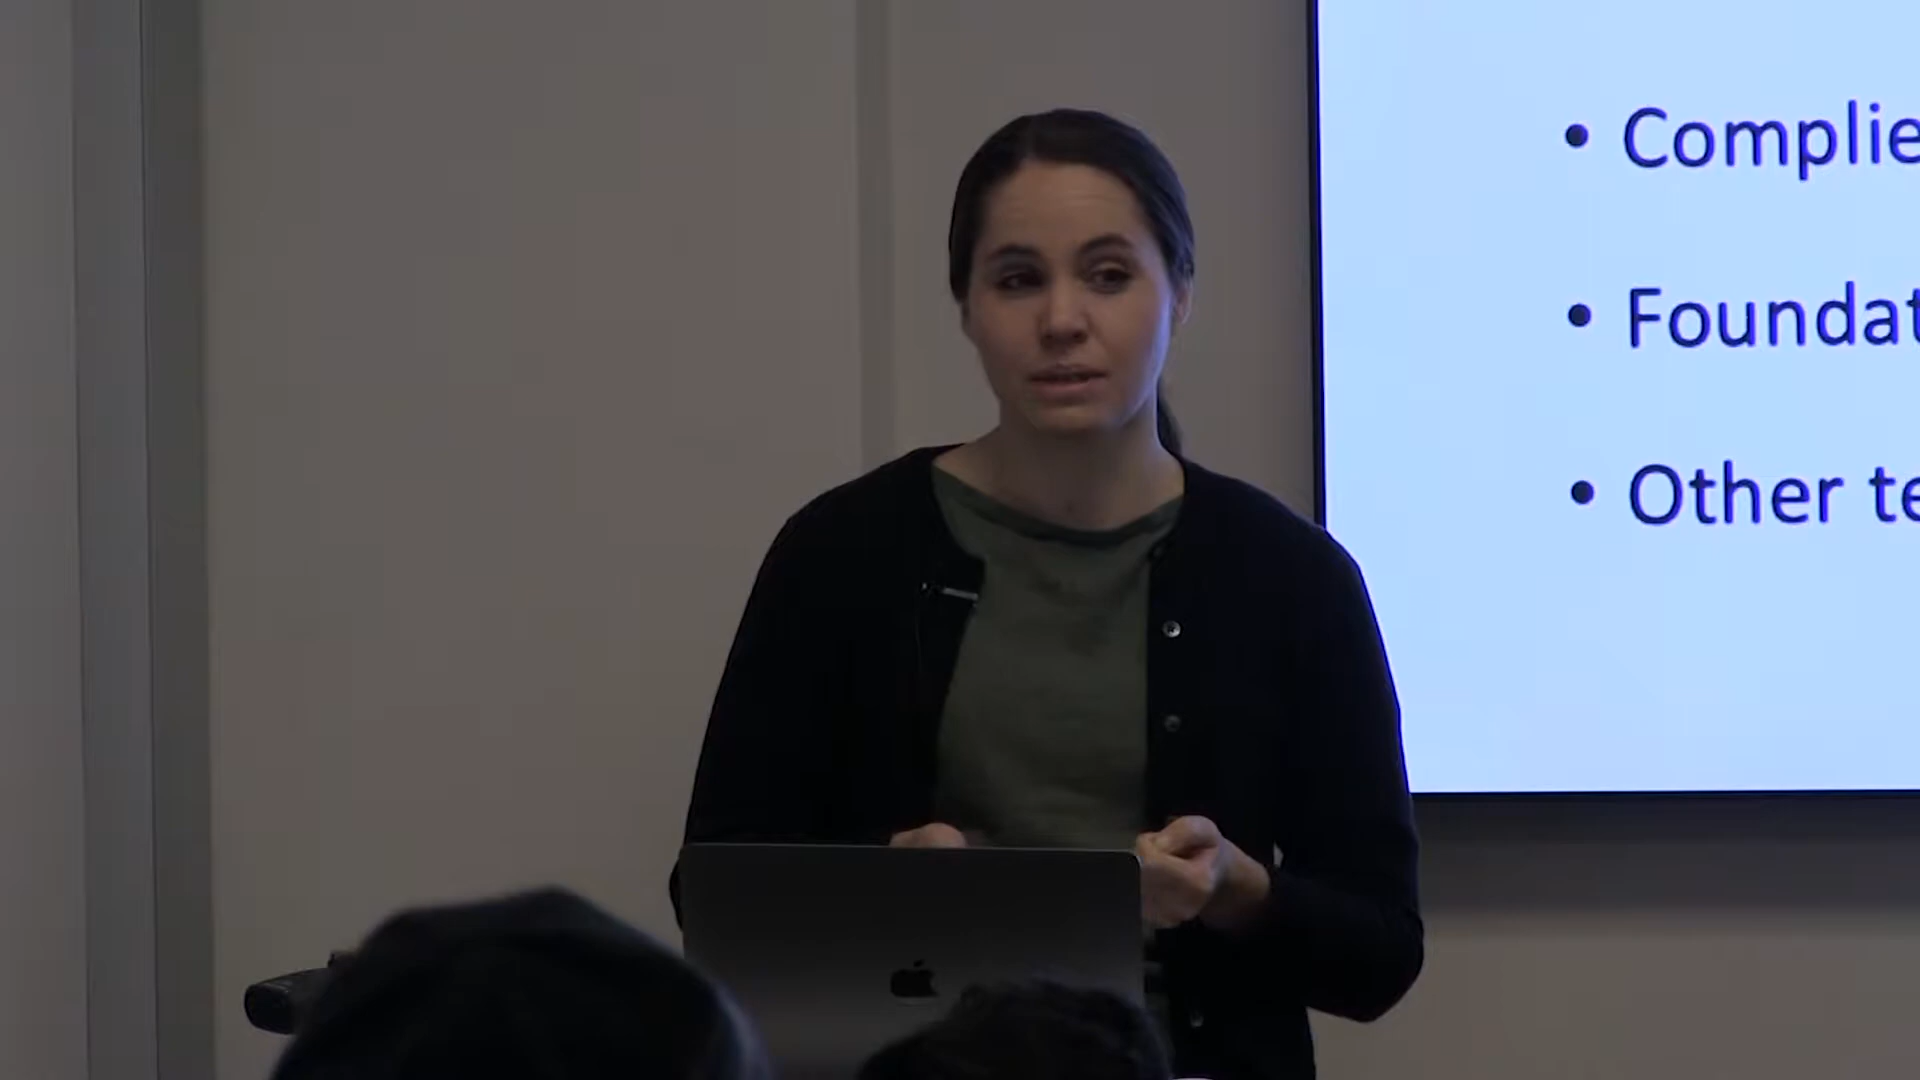 • Complie
• Foundat
• Other te